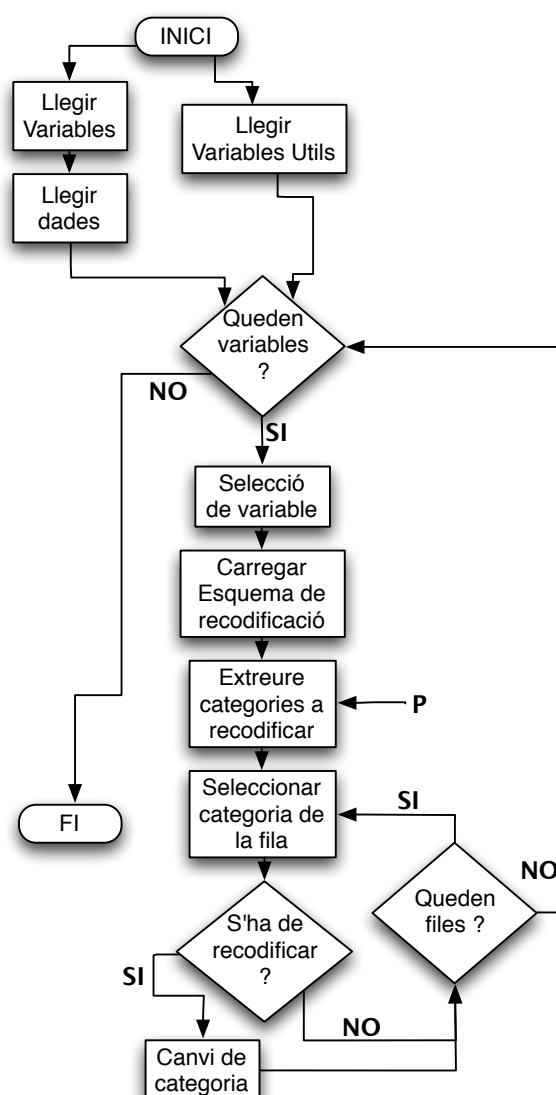 INICI
Llegir
Variables
Llegir
Variables Utils
Llegir
dades
Queden
variables
?
NO
SI
Selecció
de variable
Carregar
Esquema de
recodificació
Extreure
categories a
recodificar
P
Seleccionar
categoria de
la fila
SI
FI
Queden
files ?
NO
S'ha de
recodificar
?
SI
NO
Canvi de
categoria